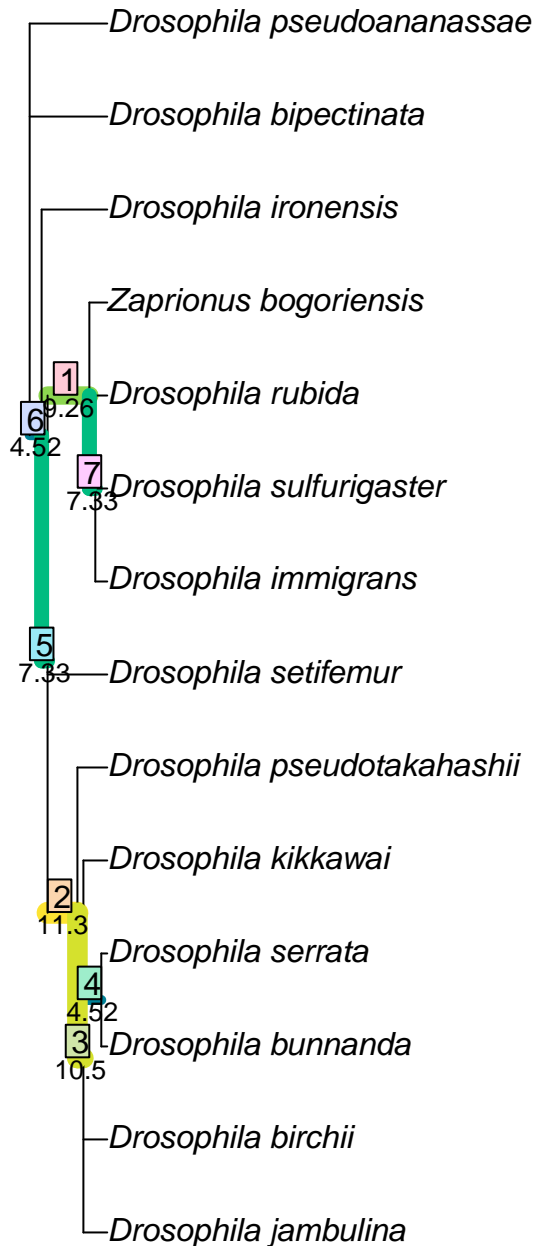 Drosophila pseudoananassae
Drosophila bipectinata
Drosophila ironensis
Zaprionus bogoriensis
1
Drosophila rubida
9.26
6
4.52
7
Drosophila sulfurigaster
7.33
Drosophila immigrans
5
7.33
Drosophila setifemur
Drosophila pseudotakahashii
Drosophila kikkawai
2
11.3
Drosophila serrata
4
4.52
3
Drosophila bunnanda
10.5
Drosophila birchii
Drosophila jambulina